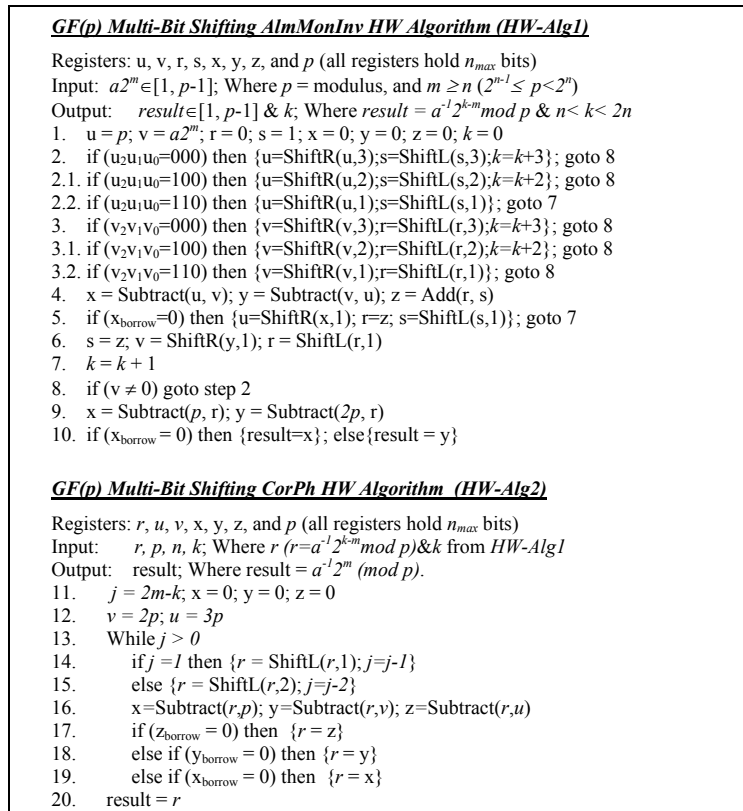 GF(p) Multi-Bit Shifting AlmMonInv HW Algorithm (HW-Alg1)
Registers: u, v, r, s, x, y, z, and p (all registers hold nmax bits)
Input: a2^m∈[1, p-1]; Where p = modulus, and m ≥ n (2^n-1≤ p<2^n)
Output: result∈[1, p-1] & k; Where result = a^-1 2^k-m mod p & n< k< 2n
1. u = p; v = a2^m; r = 0; s = 1; x = 0; y = 0; z = 0; k = 0
2. if (u2u1u0=000) then {u=ShiftR(u,3);s=ShiftL(s,3);k=k+3}; goto 8
2.1. if (u2u1u0=100) then {u=ShiftR(u,2);s=ShiftL(s,2);k=k+2}; goto 8
2.2. if (u2u1u0=110) then {u=ShiftR(u,1);s=ShiftL(s,1)}; goto 7
3. if (v2v1v0=000) then {v=ShiftR(v,3);r=ShiftL(r,3);k=k+3}; goto 8
3.1. if (v2v1v0=100) then {v=ShiftR(v,2);r=ShiftL(r,2);k=k+2}; goto 8
3.2. if (v2v1v0=110) then {v=ShiftR(v,1);r=ShiftL(r,1)}; goto 8
4. x = Subtract(u, v); y = Subtract(v, u); z = Add(r, s)
5. if (xborrow=0) then {u=ShiftR(x,1); r=z; s=ShiftL(s,1)}; goto 7
6. s = z; v = ShiftR(y,1); r = ShiftL(r,1)
7. k = k + 1
8. if (v ≠ 0) goto step 2
9. x = Subtract(p, r); y = Subtract(2p, r)
10. if (xborrow = 0) then {result=x}; else{result = y}
GF(p) Multi-Bit Shifting CorPh HW Algorithm (HW-Alg2)
Registers: r, u, v, x, y, z, and p (all registers hold nmax bits)
Input: r, p, n, k; Where r (r=a^-1 2^k-m mod p)&k from HW-Alg1
Output: result; Where result = a^-1 2^m (mod p).
11. j = 2m-k; x = 0; y = 0; z = 0
12. v = 2p; u = 3p
13. While j > 0
14. if j =1 then {r = ShiftL(r,1); j=j-1}
15. else {r = ShiftL(r,2); j=j-2}
16. x=Subtract(r,p); y=Subtract(r,v); z=Subtract(r,u)
17. if (zborrow = 0) then {r = z}
18. else if (yborrow = 0) then {r = y}
19. else if (xborrow = 0) then {r = x}
20. result = r